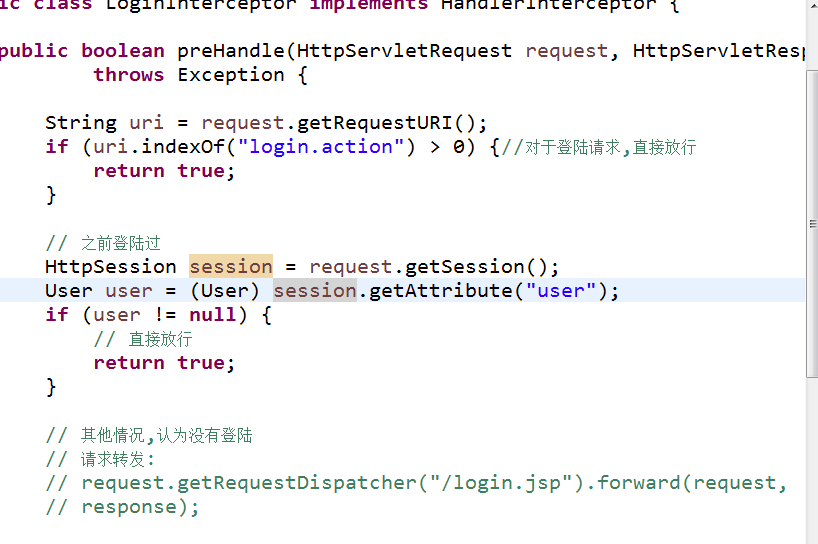 ic class LoginInterceptor implements HandlerInterceptor {
public boolean preHandle(HttpServletRequest request, HttpServletResp
throws Exception {
String uri = request.getRequestURI();
if (uri.indexOf("login.action") > 0) {//对于登陆请求,直接放行
return true;
}
// 之前登陆过
HttpSession session = request.getSession();
User user = (User) session.getAttribute("user");
if (user != null) {
// 直接放行
return true;
}
// 其他情况,认为没有登陆
// 请求转发:
// request.getRequestDispatcher("/login.jsp").forward(request,
// response);